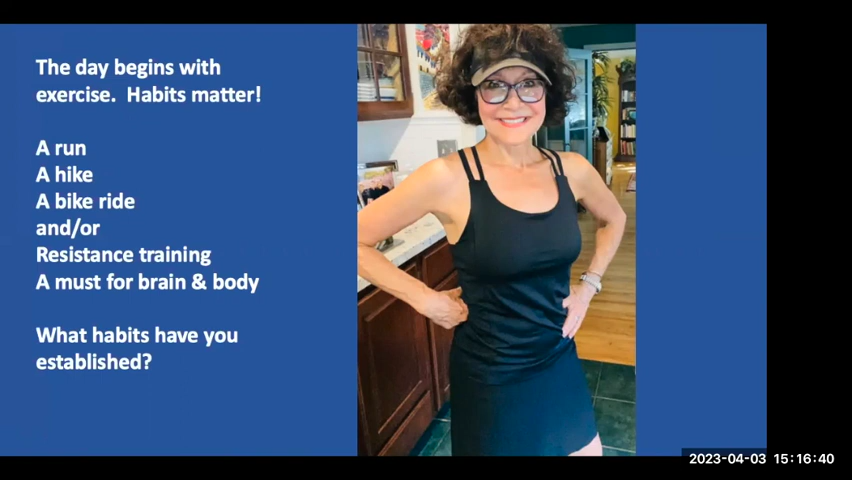 The day begins with
exercise.  Habits matter!
A run
A hike
A bike ride
and/or
Resistance training
A must for brain & body
What habits have you
established?
2023-04-03  15:16:40